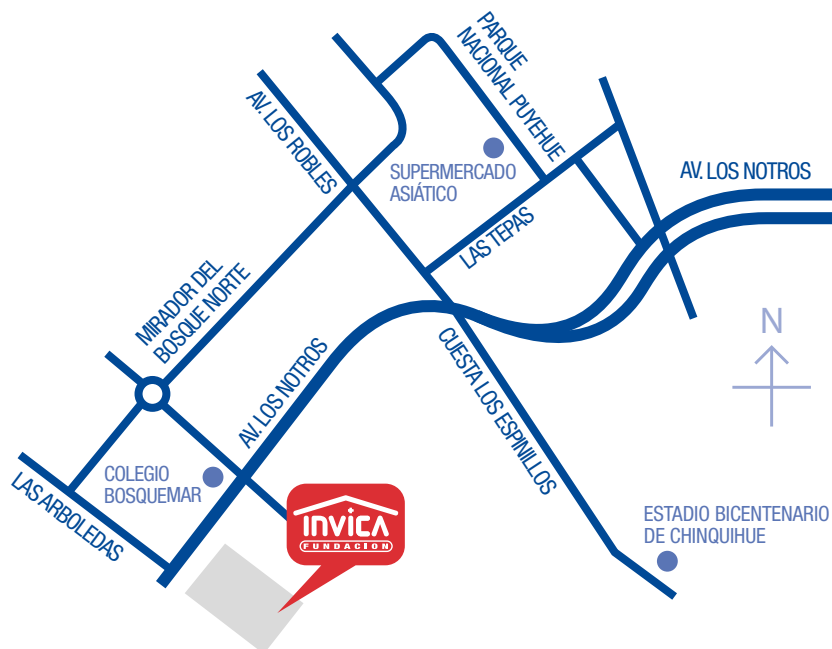 PARQUE
NACIONAL PUYEHUE
AV. LOS ROBLES
SUPERMERCADO
ASIÁTICO
AV. LOS NOTROS
LAS TEPAS
MIRADOR DEL
BOSQUE NORTE
N
CUESTA LOS ESPINILLOS
AV. LOS NOTROS
COLEGIO
BOSQUEMAR
LAS ARBOLEDAS
INVICA
FUNDACION
ESTADIO BICENTENARIO
DE CHINQUIHUE